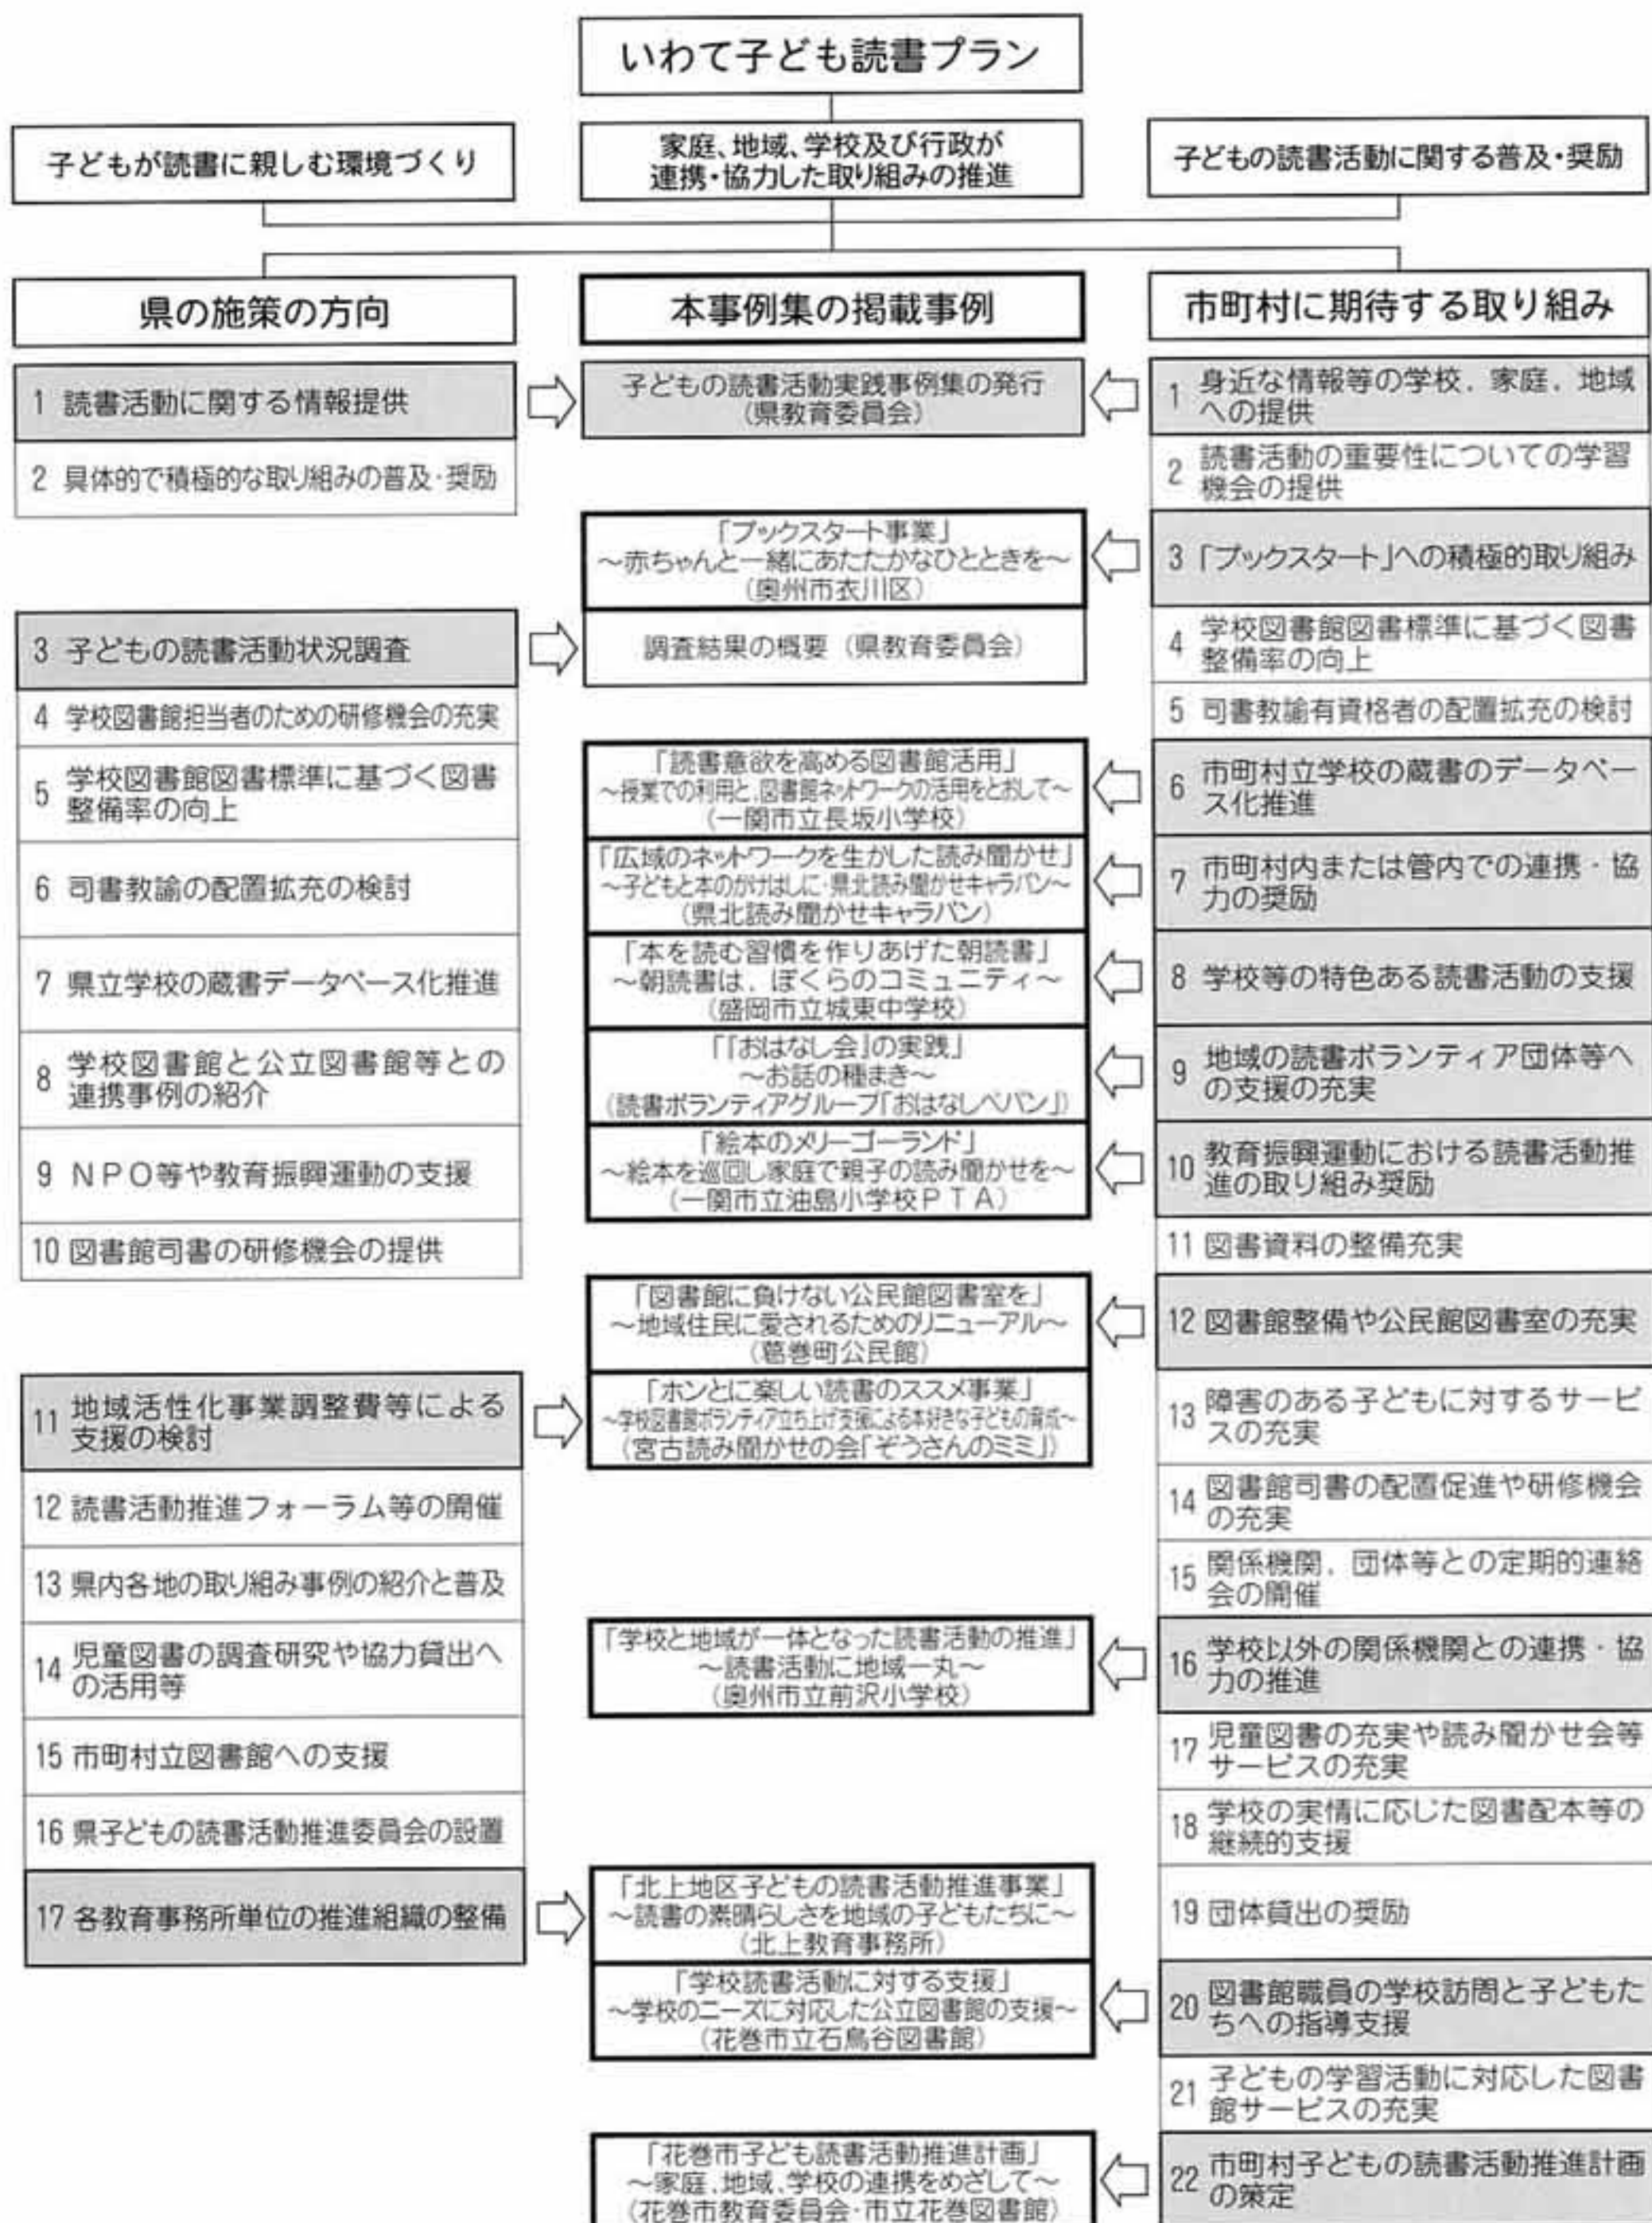 いわて子ども読書プラン
子どもが読書に親しむ環境づくり
家庭、地域、学校及び行政が
連携・協力した取り組みの推進
子どもの読書活動に関する普及・奨励
県の施策の方向
1 読書活動に関する情報提供
2 具体的で積極的な取り組みの普及・奨励
3 子どもの読書活動状況調査
4 学校図書館担当者のための研修機会の充実
5 学校図書館図書標準に基づく図書
整備率の向上
6 司書教諭の配置拡充の検討
7 県立学校の蔵書データベース化推進
8 学校図書館と公立図書館等との
連携事例の紹介
9 NPO等や教育振興運動の支援
10 図書館司書の研修機会の提供
11 地域活性化事業調整費等による
支援の検討
12 読書活動推進フォーラム等の開催
13 県内各地の取り組み事例の紹介と普及
14 児童図書の調査研究や協力貸出へ
の活用等
15 市町村立図書館への支援
16 県子どもの読書活動推進委員会の設置
17 各教育事務所単位の推進組織の整備
本事例集の掲載事例
子どもの読書活動実践事例集の発行
(県教育委員会)
「ブックスタート事業」
～赤ちゃんと一緒にあたたかなひとときを～
(奥州市衣川区)
調査結果の概要(県教育委員会)
「読書意欲を高める図書館活用」
～授業での利用と、図書館ネットワークの活用をとおして～
(一関市立長坂小学校)
「広域のネットワークを生かした読み聞かせ」
～子どもと本のかけはしに・県北読み聞かせキャラバン～
(県北読み聞かせキャラバン)
「本を読む習慣を作りあげた朝読書」
～朝読書は、ぼくらのコミュニティ～
(盛岡市立城東中学校)
「「おはなし会」の実践」
～お話の種まき～
(読書ボランティアグループ「おはなしペパン」)
「絵本のメリーゴーランド」
～絵本を巡回し家庭で親子の読み聞かせを～
(一関市立油島小学校PTA)
「図書館に負けない公民館図書室を」
～地域住民に愛されるためのリニューアル～
(葛巻町公民館)
「ホンとに楽しい読書のススメ事業」
～学校図書館ボランティア立ち上げ支援による本好きな子どもの育成～
(宮古読み聞かせの会「ぞうさんのミミ」)
「学校と地域が一体となった読書活動の推進」
～読書活動に地域一丸～
(奥州市立前沢小学校)
「北上地区子どもの読書活動推進事業」
～読書の素晴らしさを地域の子どもたちに～
(北上教育事務所)
「学校読書活動に対する支援」
～学校のニーズに対応した公立図書館の支援～
(花巻市立石鳥谷図書館)
「花巻市子ども読書活動推進計画」
～家庭、地域、学校の連携をめざして～
(花巻市教育委員会・市立花巻図書館)
市町村に期待する取り組み
1 身近な情報等の学校、家庭、地域
への提供
2 読書活動の重要性についての学習
機会の提供
3 「ブックスタート」への積極的取り組み
4 学校図書館図書標準に基づく図書
整備率の向上
5 司書教諭有資格者の配置拡充の検討
6 市町村立学校の蔵書のデータベー
ス化推進
7 市町村内または管内での連携・協
力の奨励
8 学校等の特色ある読書活動の支援
9 地域の読書ボランティア団体等へ
の支援の充実
10 教育振興運動における読書活動推
進の取り組み奨励
11 図書資料の整備充実
12 図書館整備や公民館図書室の充実
13 障害のある子どもに対するサービ
スの充実
14 図書館司書の配置促進や研修機会
の充実
15 関係機関、団体等との定期的連絡
会の開催
16 学校以外の関係機関との連携・協
力の推進
17 児童図書の充実や読み聞かせ会等
サービスの充実
18 学校の実情に応じた図書配本等の
継続的支援
19 団体貸出の奨励
20 図書館職員の学校訪問と子どもた
ちへの指導支援
21 子どもの学習活動に対応した図書
館サービスの充実
22 市町村子どもの読書活動推進計画
の策定